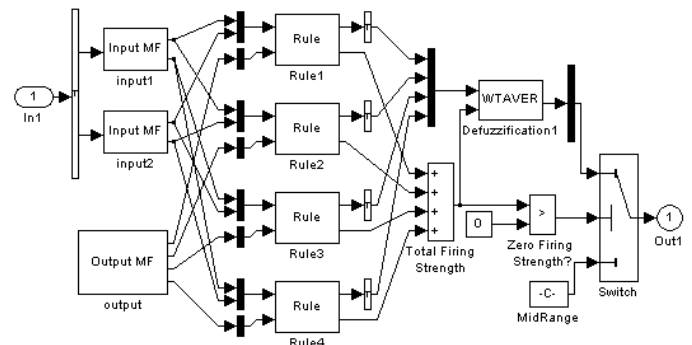 1
In1
T
Input MF
input1
Input MF
input2
Output MF
output
Rule
Rule1
T
Rule
Rule2
T
Rule
Rule3
T
Rule
Rule4
T
+
+
+
+
Total Firing
Strength
WTAVER
Defuzzification1
0
>
Zero Firing
Strength?
-C-
MidRange
Switch
1
Out1